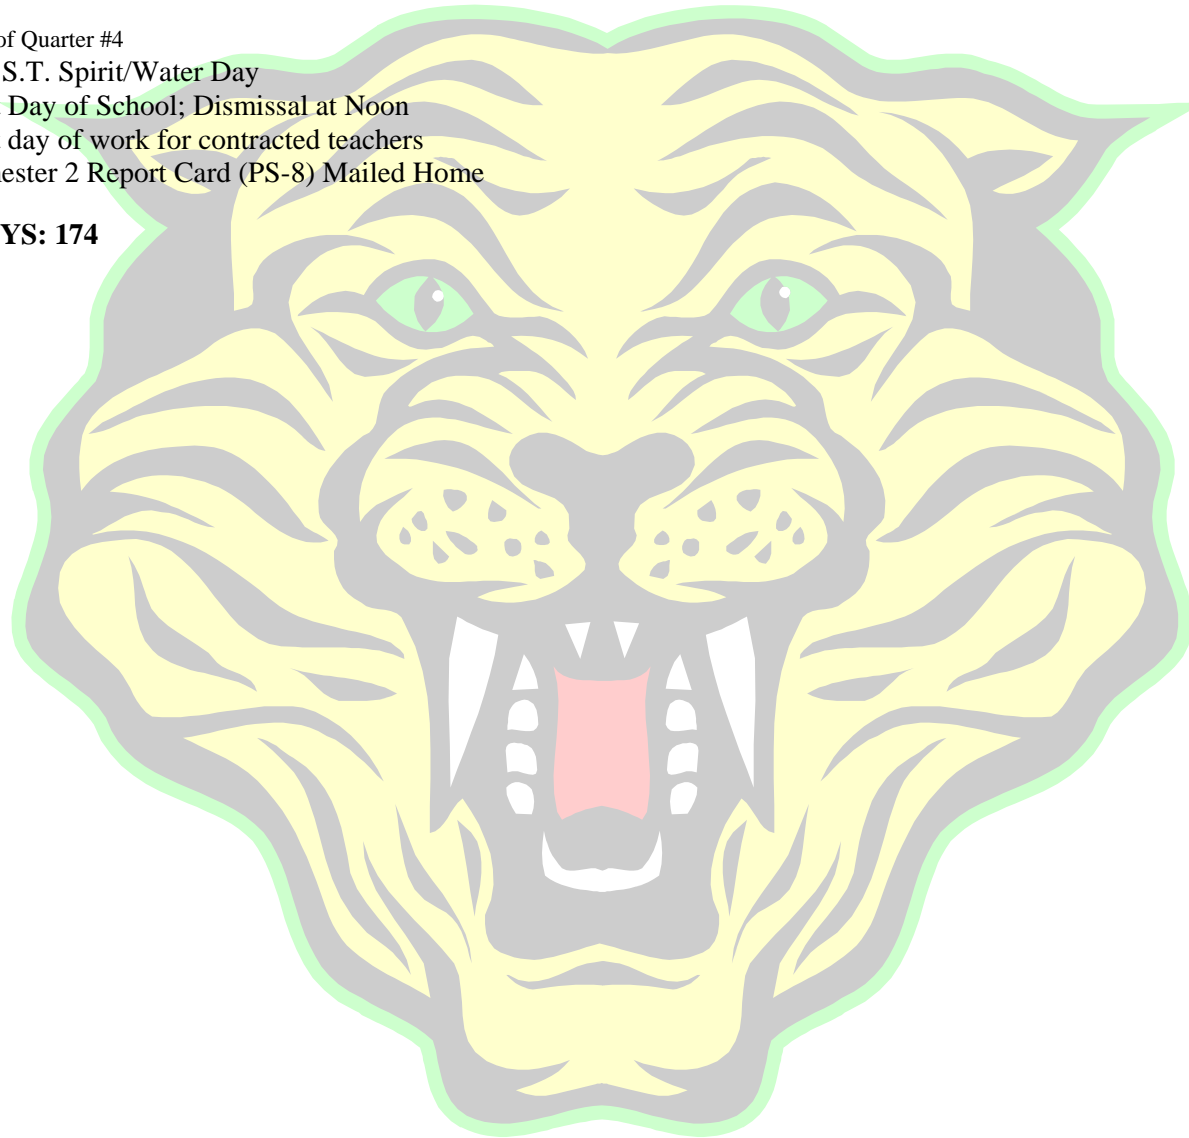 of Quarter #4
S.T. Spirit/Water Day
Day of School; Dismissal at Noon
day of work for contracted teachers
ester 2 Report Card (PS-8) Mailed Home
YS: 174